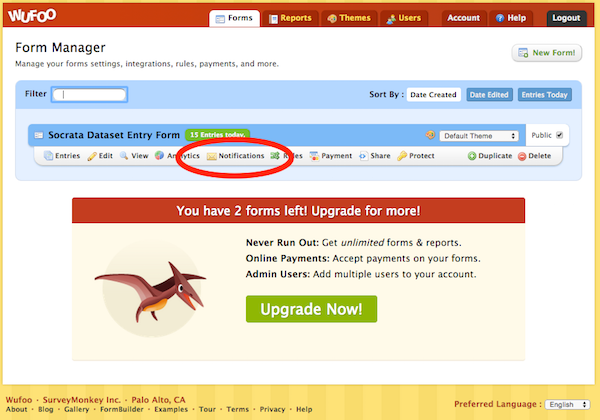 WUFOO
Forms Reports Themes Users Account Help Logout
Form Manager
Manage your forms settings, integrations, rules, payments, and more.
New Form!
Filter Sort By : Date Created Date Edited Entries Today
Socrata Dataset Entry Form 15 Entries today. Default Theme Public
Entries Edit View Analytics Notifications Rules Payment Share Protect Duplicate Delete
You have 2 forms left! Upgrade for more!
Never Run Out: Get unlimited forms & reports.
Online Payments: Accept payments on your forms.
Admin Users: Add multiple users to your account.
Upgrade Now!
Wufoo · SurveyMonkey Inc. · Palo Alto, CA
About · Blog · Gallery · FormBuilder · Examples · Tour · Terms · Privacy · Help
Preferred Language : English